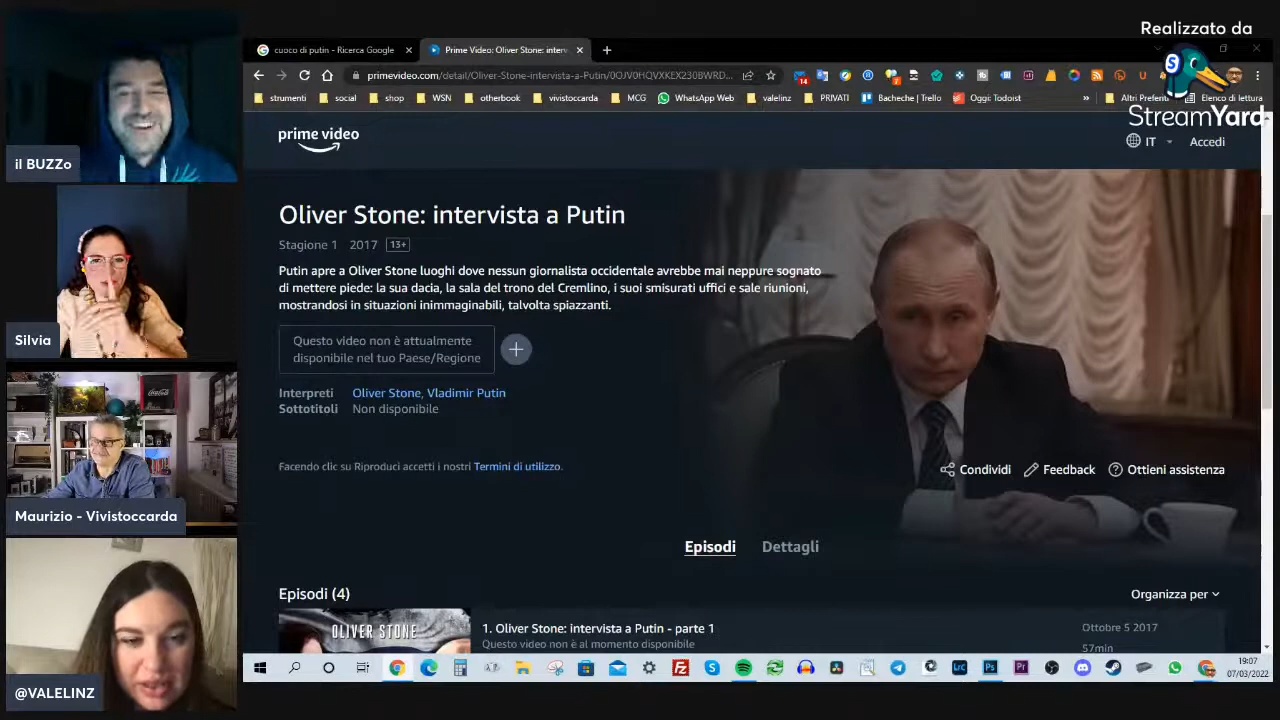 Realizzato da
StreamYard
cuoco di putin - Ricerca Google
Prime Video: Oliver Stone: interv
primevideo.com/detail/Oliver-Stone-intervista-a-Putin/0QJV0HQVXKEX230BWRD...
14
strumenti
social
shop
WSN
otherbook
vivistoccarda
MCG
WhatsApp Web
valelinz
PRIVATI
Bacheche | Trello
Oggi: Todoist
»
Altri Preferiti
Elenco di lettura
prime video
IT
Accedi
Oliver Stone: intervista a Putin
Stagione 1 2017 13+
Putin apre a Oliver Stone luoghi dove nessun giornalista occidentale avrebbe mai neppure sognato
di mettere piede: la sua dacia, la sala del trono del Cremlino, i suoi smisurati uffici e sale riunioni,
mostrandosi in situazioni inimmaginabili, talvolta spiazzanti.
Questo video non è attualmente
disponibile nel tuo Paese/Regione
Interpreti Oliver Stone, Vladimir Putin
Sottotitoli Non disponibile
Facendo clic su Riproduci accetti i nostri Termini di utilizzo.
Condividi
Feedback
Ottieni assistenza
Episodi
Dettagli
Episodi (4)
Organizza per
OLIVER STONE
1. Oliver Stone: intervista a Putin - parte 1
Questo video non è al momento disponibile
Ottobre 5 2017
57min
19:07
07/03/2022
il BUZZo
Silvia
Maurizio - Vivistoccarda
@VALELINZ